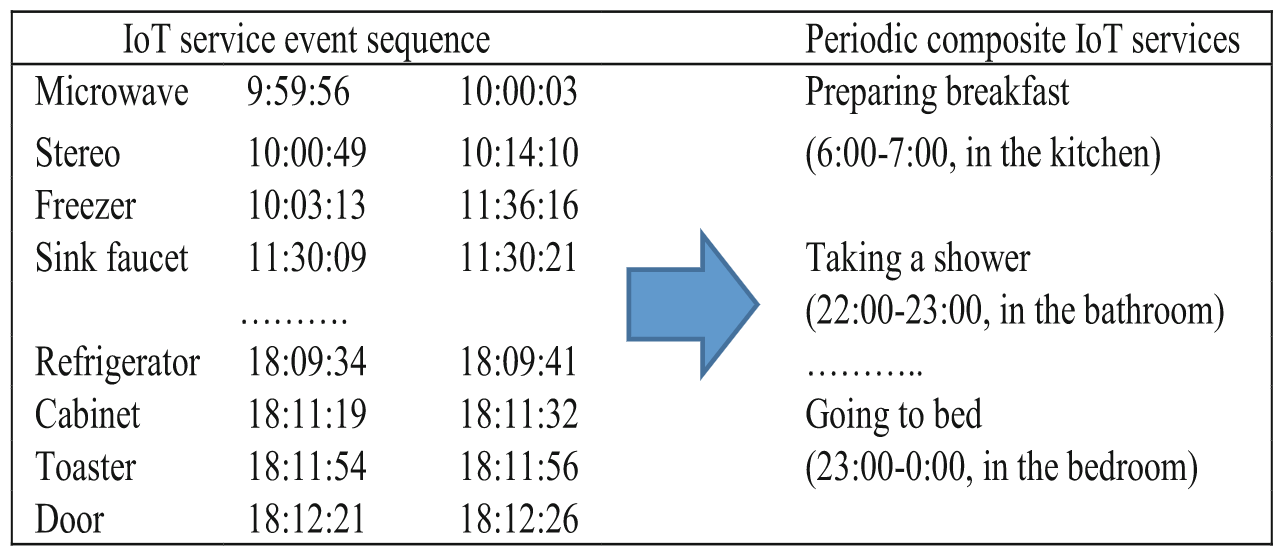 IoT service event sequence Periodic composite IoT services
Microwave 9:59:56 10:00:03 Preparing breakfast
Stereo 10:00:49 10:14:10 (6:00-7:00, in the kitchen)
Freezer 10:03:13 11:36:16
Sink faucet 11:30:09 11:30:21 Taking a shower
………. (22:00-23:00, in the bathroom)
Refrigerator 18:09:34 18:09:41 ………..
Cabinet 18:11:19 18:11:32 Going to bed
Toaster 18:11:54 18:11:56 (23:00-0:00, in the bedroom)
Door 18:12:21 18:12:26